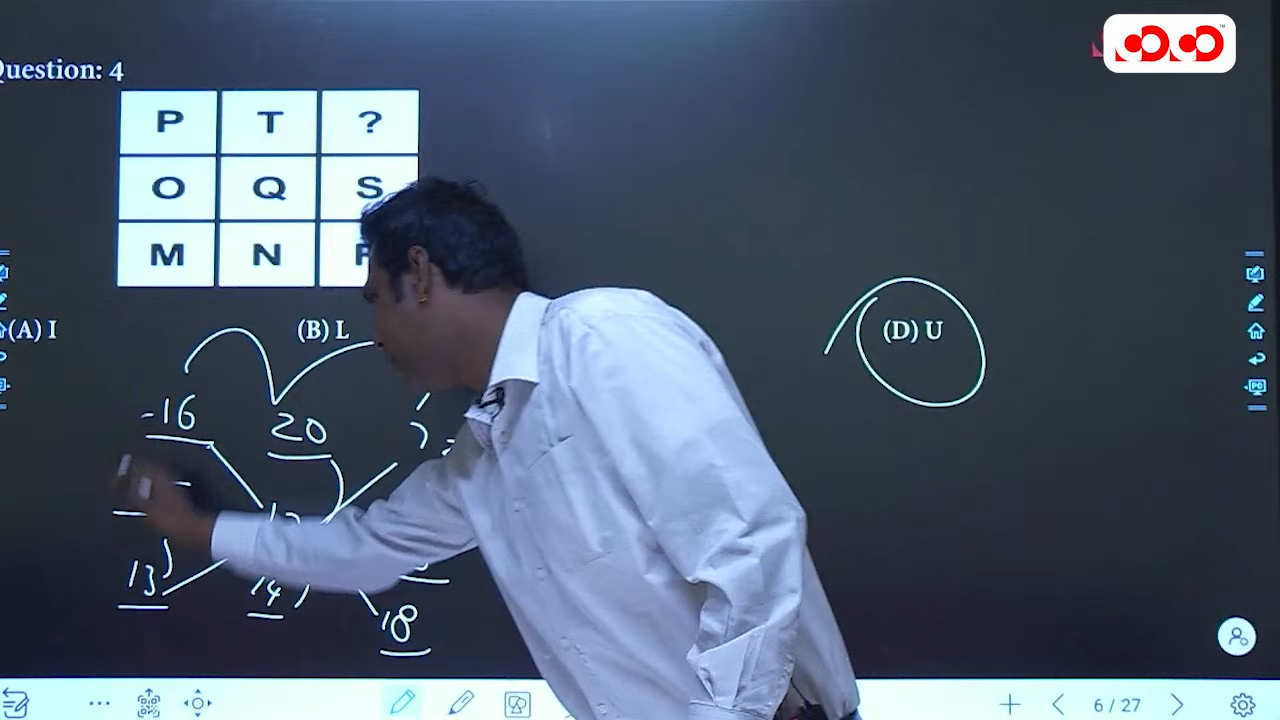 Question: 4
P T ?
O Q S
M N
(A) I (B) L (D) U
-16 20 ?
13 14
18
6 / 27